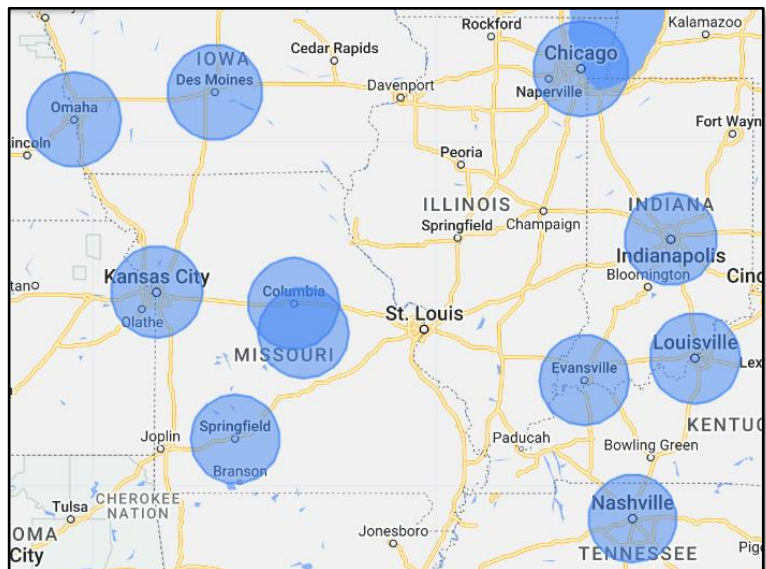 Rockford
Kalamazoo
Cedar Rapids
IOWA
Chicago
Des Moines
Davenport
Naperville
Omaha
Fort Wayn
incoln
Peoria
ILLINOIS
INDIANA
Springfield
Champaign
Indianapolis
Kansas City
Bloomington
Cinc
tan
Columbia
Olathe
St. Louis
Louisville
MISSOURI
Evansville
Lex
Springfield
KENTUC
Joplin
Paducah
Bowling Green
Branson
CHEROKEE
NATION
Nashville
Tulsa
OMA
City
Jonesboro
TENNESSEE
Pig